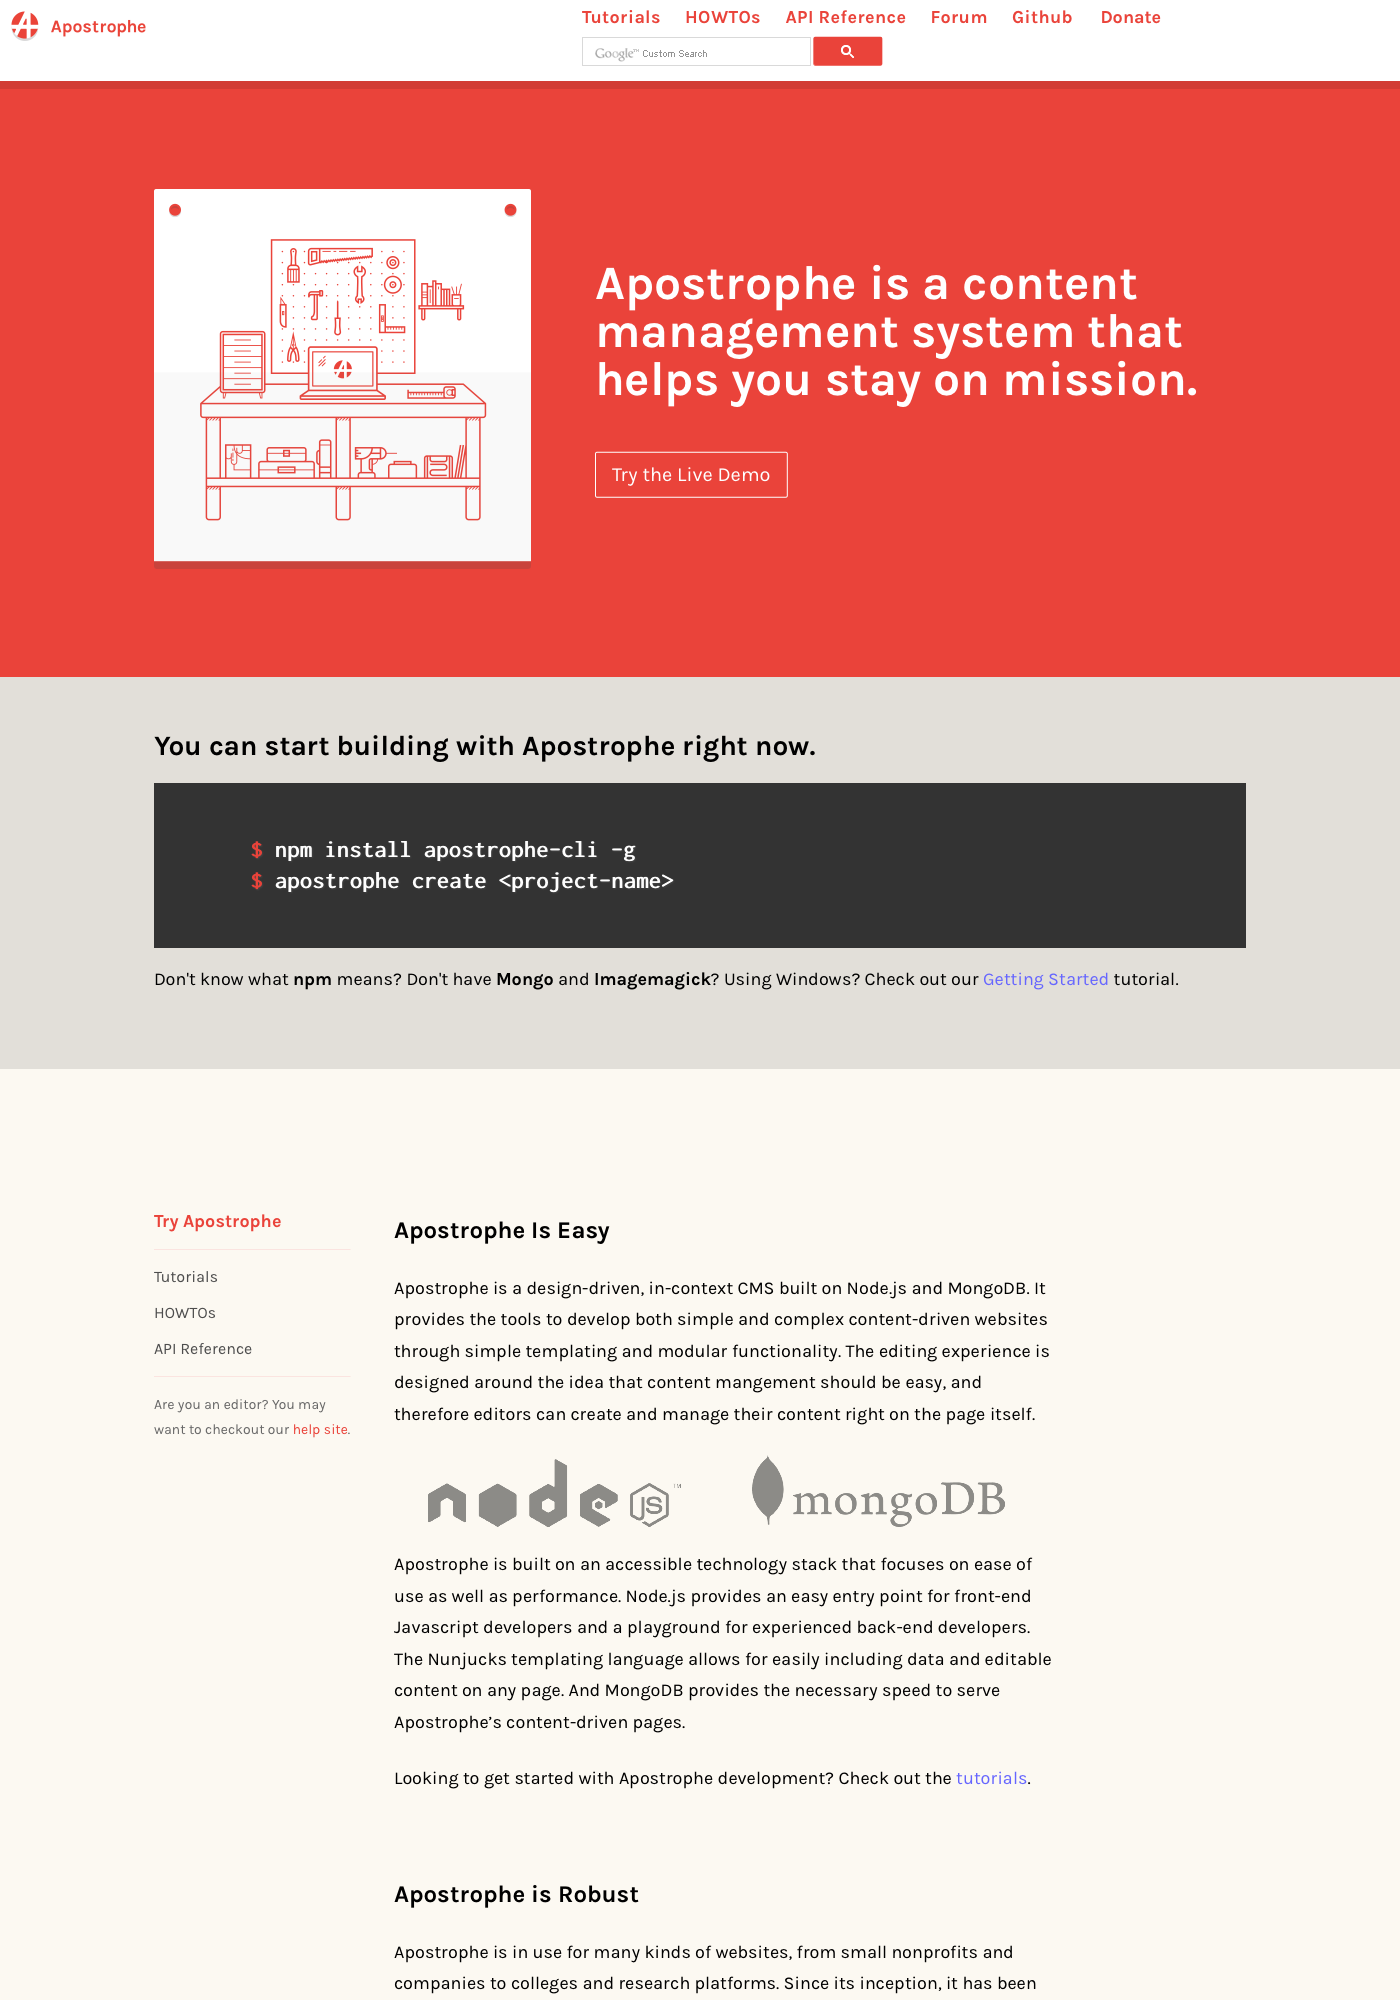 Apostrophe
Tutorials HOWTOs API Reference Forum Github Donate
Google™ Custom Search
Apostrophe is a content
management system that
helps you stay on mission.
Try the Live Demo
You can start building with Apostrophe right now.
$ npm install apostrophe-cli -g
$ apostrophe create <project-name>
Don't know what npm means? Don't have Mongo and Imagemagick? Using Windows? Check out our Getting Started tutorial.
Try Apostrophe
Tutorials
HOWTOs
API Reference
Are you an editor? You may
want to checkout our help site.
Apostrophe Is Easy
Apostrophe is a design-driven, in-context CMS built on Node.js and MongoDB. It
provides the tools to develop both simple and complex content-driven websites
through simple templating and modular functionality. The editing experience is
designed around the idea that content mangement should be easy, and
therefore editors can create and manage their content right on the page itself.
node JS ™
mongoDB
Apostrophe is built on an accessible technology stack that focuses on ease of
use as well as performance. Node.js provides an easy entry point for front-end
Javascript developers and a playground for experienced back-end developers.
The Nunjucks templating language allows for easily including data and editable
content on any page. And MongoDB provides the necessary speed to serve
Apostrophe’s content-driven pages.
Looking to get started with Apostrophe development? Check out the tutorials.
Apostrophe is Robust
Apostrophe is in use for many kinds of websites, from small nonprofits and
companies to colleges and research platforms. Since its inception, it has been